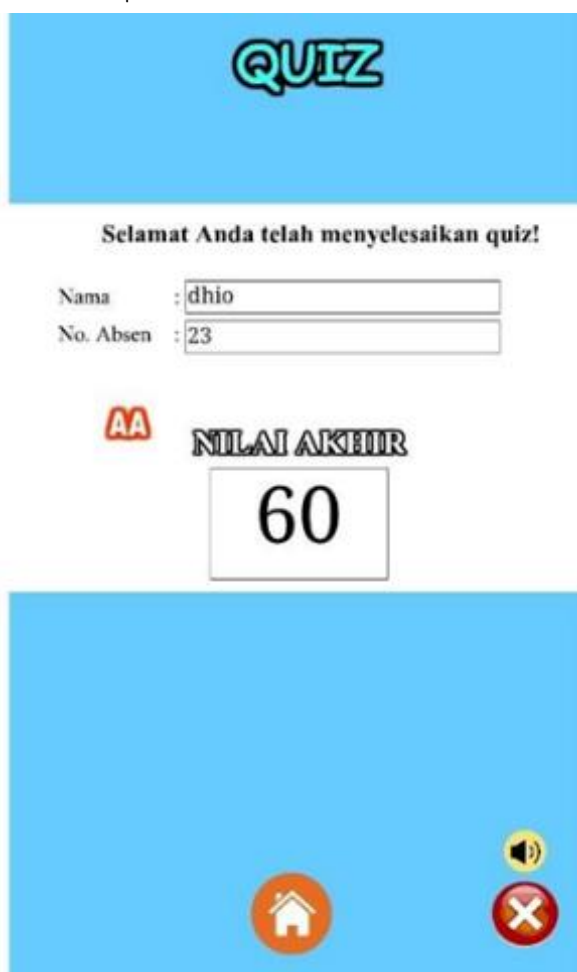 QUIZ
Selamat Anda telah menyelesaikan quiz!
Nama : dhio
No. Absen : 23
AA
NILAI AKHIR
60